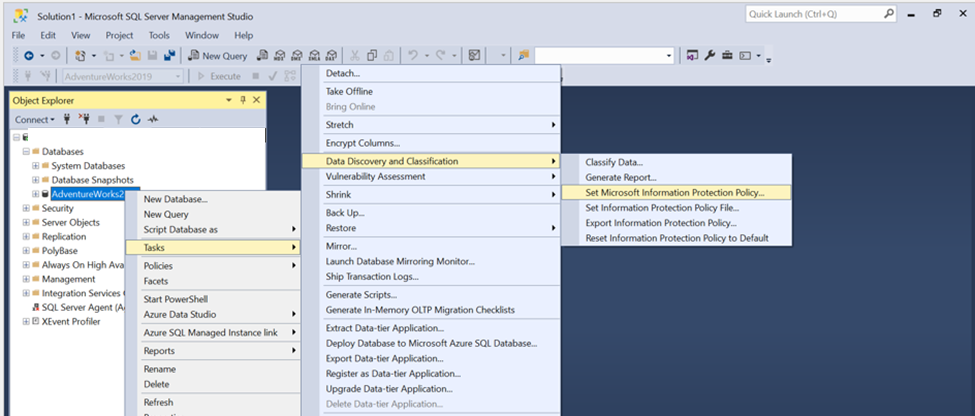 Solution1 - Microsoft SQL Server Management Studio
Quick Launch (Ctrl+Q)
File Edit View Project Tools Window Help
New Query
AdventureWorks2019
Execute
Object Explorer
Connect
Databases
System Databases
Database Snapshots
AdventureWorks2
Security
Server Objects
Replication
PolyBase
Always On High Ava
Management
Integration Services
SQL Server Agent (A
XEvent Profiler
New Database...
New Query
Script Database as
Tasks
Policies
Facets
Start PowerShell
Azure Data Studio
Azure SQL Managed Instance link
Reports
Rename
Delete
Refresh
Detach...
Take Offline
Bring Online
Stretch
Encrypt Columns...
Data Discovery and Classification
Vulnerability Assessment
Shrink
Back Up...
Restore
Mirror...
Launch Database Mirroring Monitor...
Ship Transaction Logs...
Generate Scripts...
Generate In-Memory OLTP Migration Checklists
Extract Data-tier Application...
Deploy Database to Microsoft Azure SQL Database...
Export Data-tier Application...
Register as Data-tier Application...
Upgrade Data-tier Application...
Delete Data-tier Application...
Classify Data...
Generate Report...
Set Microsoft Information Protection Policy...
Set Information Protection Policy File...
Export Information Protection Policy...
Reset Information Protection Policy to Default